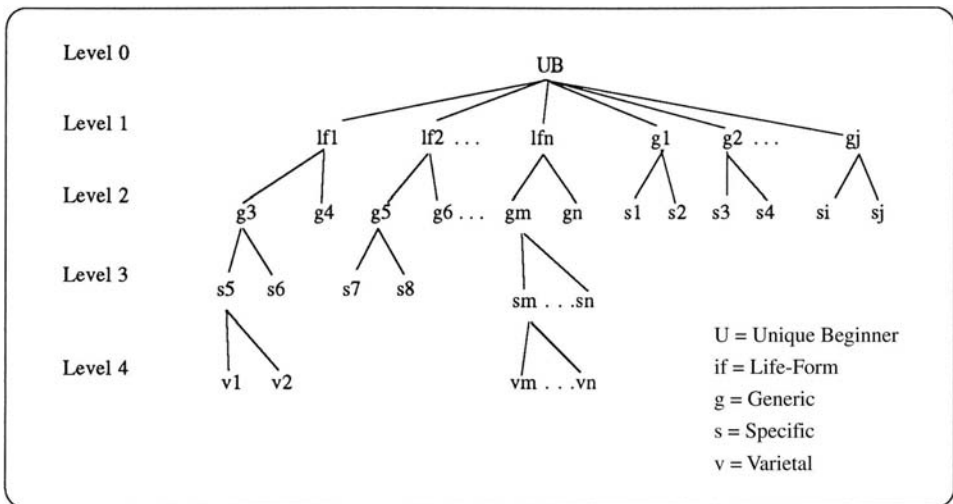 Level 0
UB
Level 1
lf1 lf2 . . . lfn g1 g2 . . . gj
Level 2
g3 g4 g5 g6 . . . gm gn s1 s2 s3 s4 si sj
Level 3
s5 s6 s7 s8 sm . . . sn
Level 4
v1 v2 vm . . . vn
U = Unique Beginner
if = Life-Form
g = Generic
s = Specific
v = Varietal